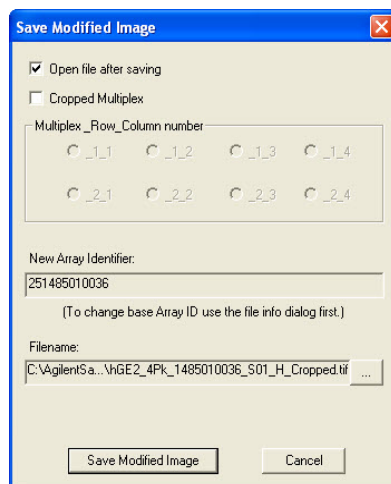 Save Modified Image
Open file after saving
Cropped Multiplex
Multiplex _Row_Column number
_1_1 _1_2 _1_3 _1_4
_2_1 _2_2 _2_3 _2_4
New Array Identifier:
251485010036
(To change base Array ID use the file info dialog first.)
Filename:
C:\AgilentSa...\hGE2_4Pk_1485010036_S01_H_Cropped.tif ...
Save Modified Image Cancel